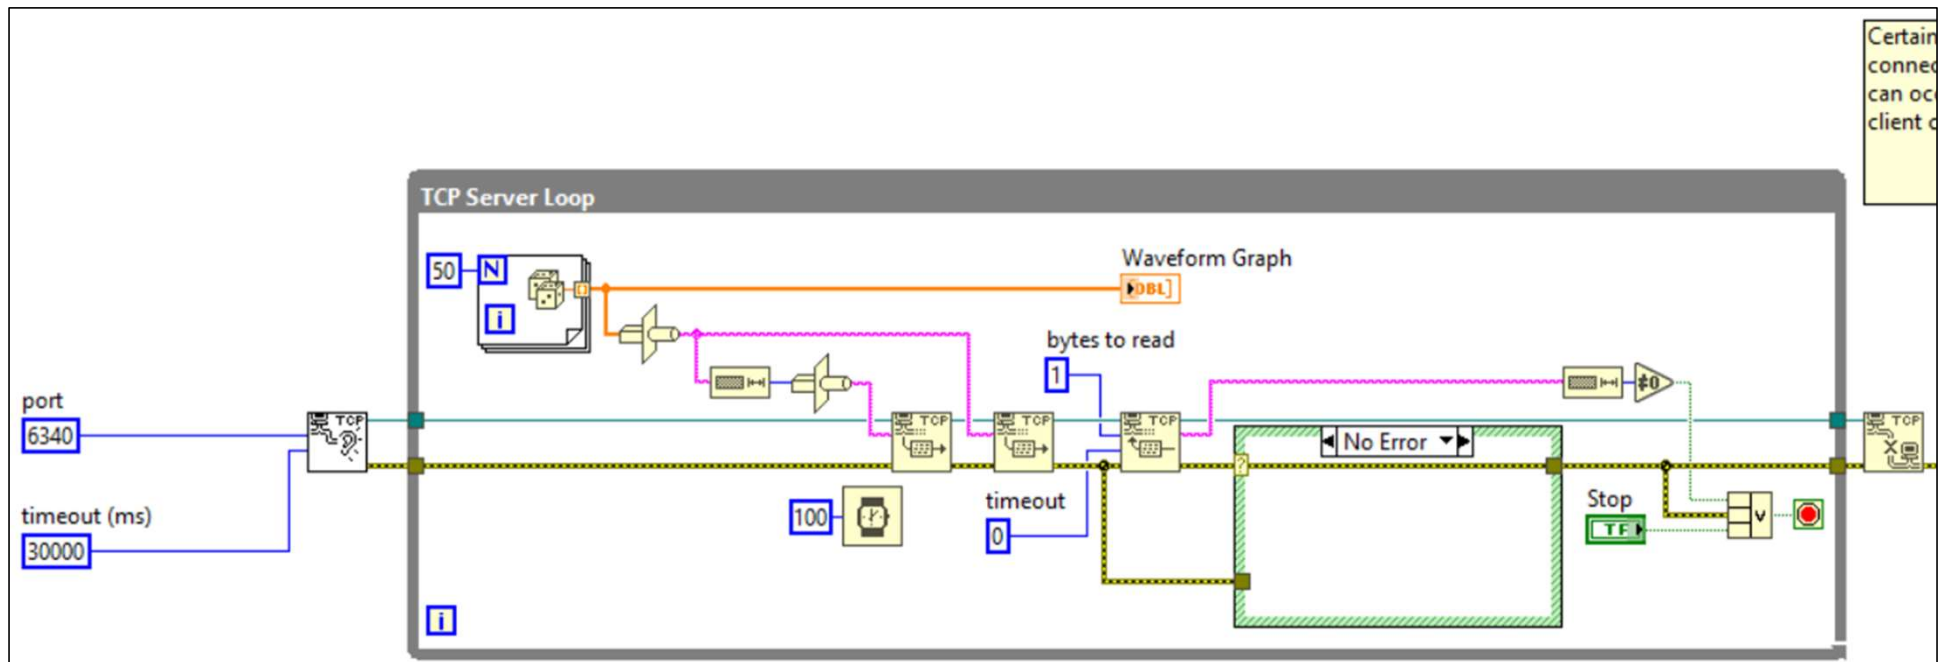 Certain
connec
can oc
client
TCP Server Loop
50
N
i
Waveform Graph
DBL]
bytes to read
1
port
6340
TCP
TCP
TCP
TCP
TCP
No Error
?
≠0
timeout (ms)
30000
100
timeout
0
Stop
TF
V
i